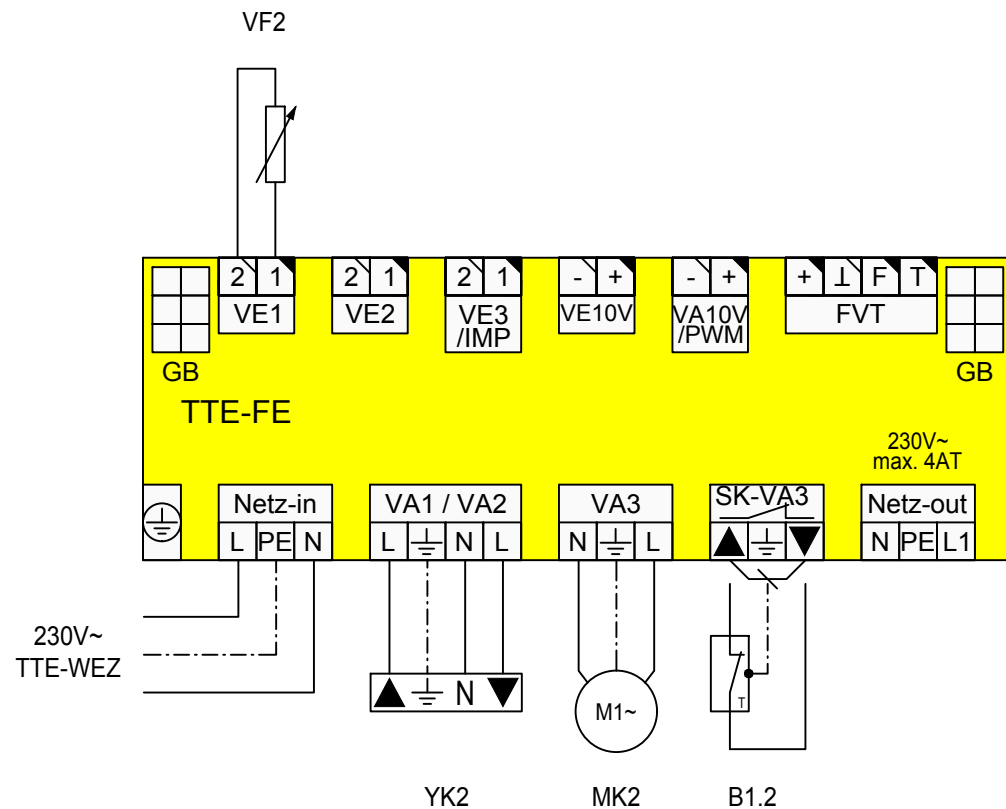 VF2
2 1 2 1 2 1 - + - + + ⊥ F T
VE1 VE2 VE3 /IMP VE10V VA10V /PWM FVT
GB GB
TTE-FE
230V~
max. 4AT
Netz-in VA1 / VA2 VA3 SK-VA3 Netz-out
L PE N L N L N L N PE L1
230V~
TTE-WEZ
N
M1~
T
YK2 MK2 B1.2